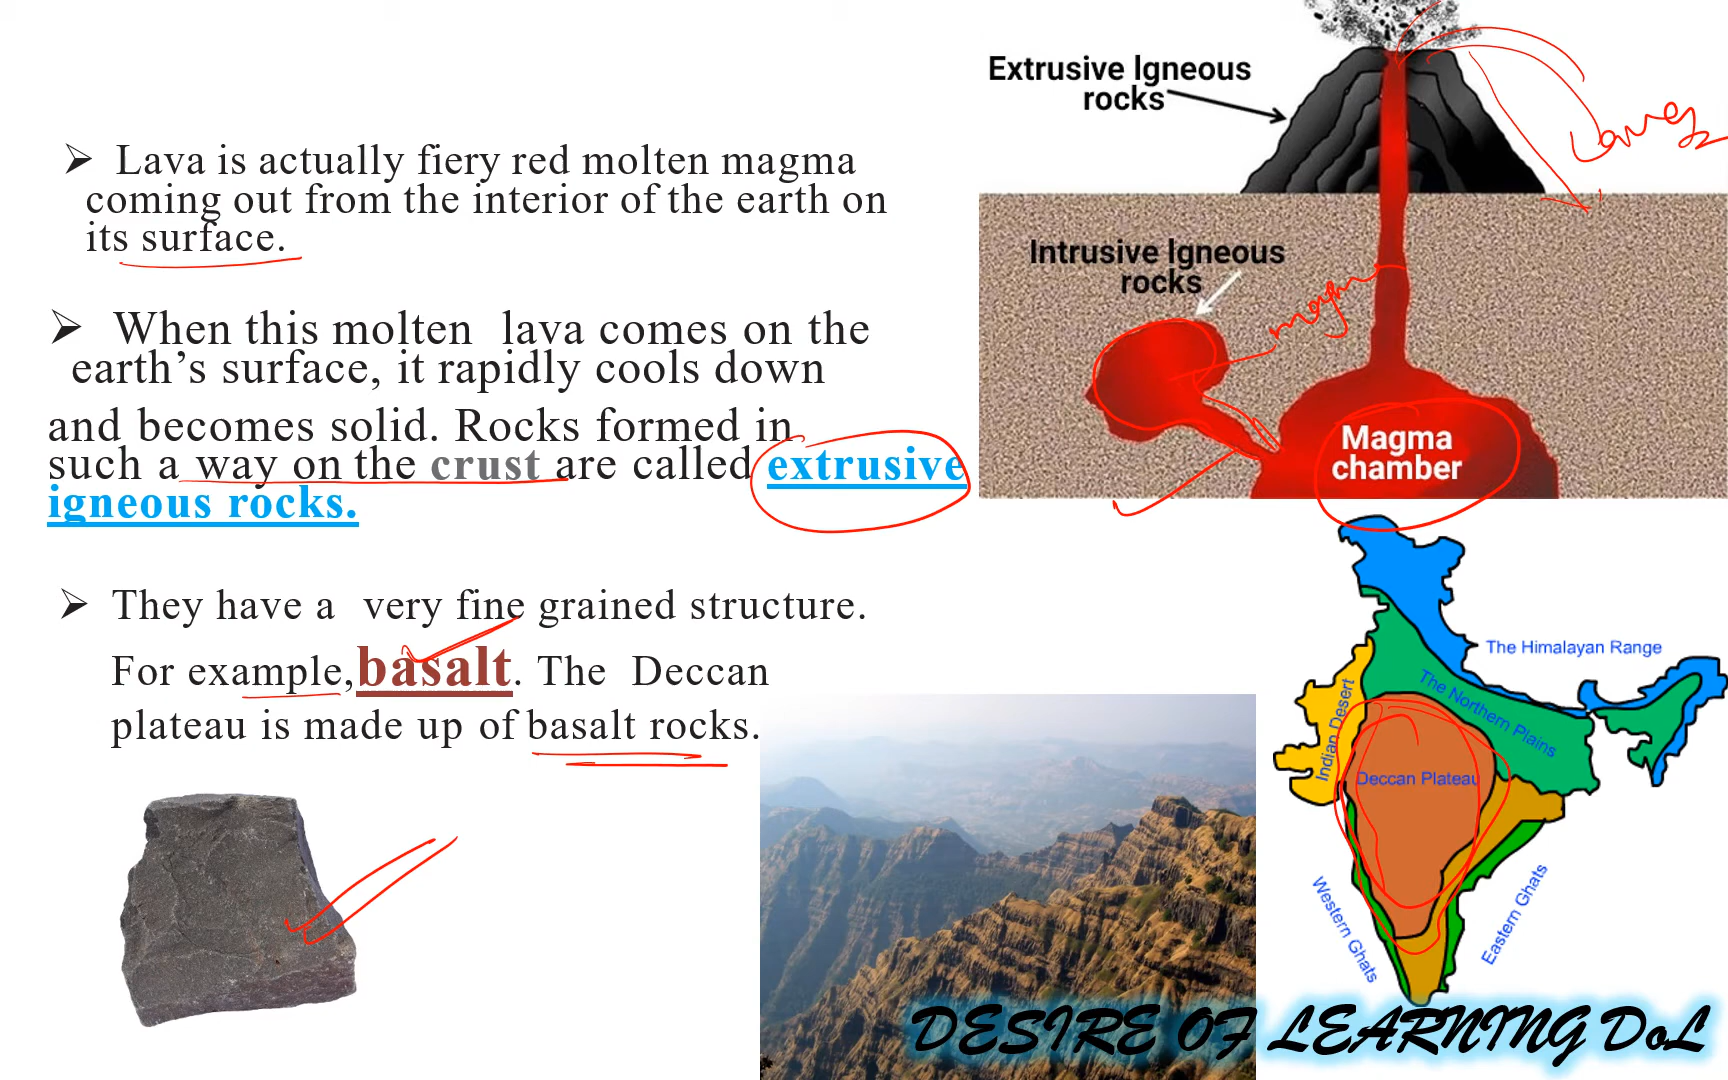 ➢ Lava is actually fiery red molten magma
coming out from the interior of the earth on
its surface.
➢ When this molten lava comes on the
earth’s surface, it rapidly cools down
and becomes solid. Rocks formed in
such a way on the crust are called extrusive
igneous rocks.
➢ They have a very fine grained structure.
For example, basalt. The Deccan
plateau is made up of basalt rocks.
Extrusive Igneous
rocks
Intrusive Igneous
rocks
Magma
chamber
The Himalayan Range
The Northern Plains
Indian Desert
Deccan Plateau
Western Ghats
Eastern Ghats
DESIRE OF LEARNING DoL